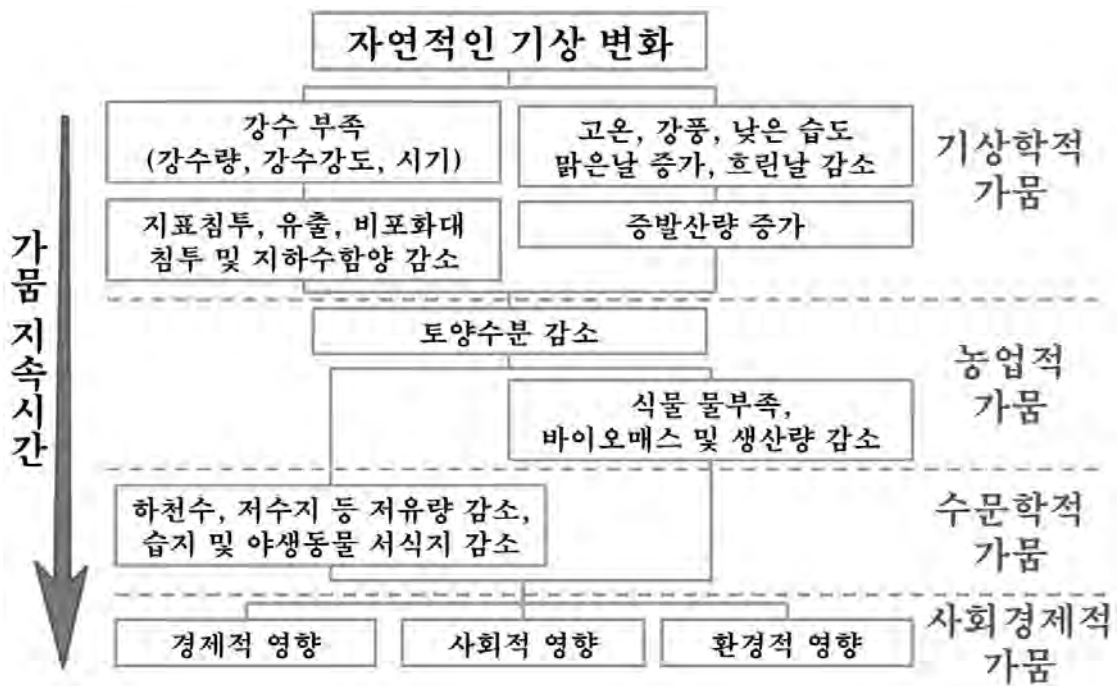 자연적인 기상 변화
강수 부족
(강수량, 강수강도, 시기)
고온, 강풍, 낮은 습도
맑은날 증가, 흐린날 감소
기상학적
가뭄
지표침투, 유출, 비포화대
침투 및 지하수함양 감소
증발산량 증가
가뭄 지속시간
토양수분 감소
농업적
가뭄
식물 물부족,
바이오매스 및 생산량 감소
하천수, 저수지 등 저유량 감소,
습지 및 야생동물 서식지 감소
수문학적
가뭄
경제적 영향
사회적 영향
환경적 영향
사회경제적
가뭄